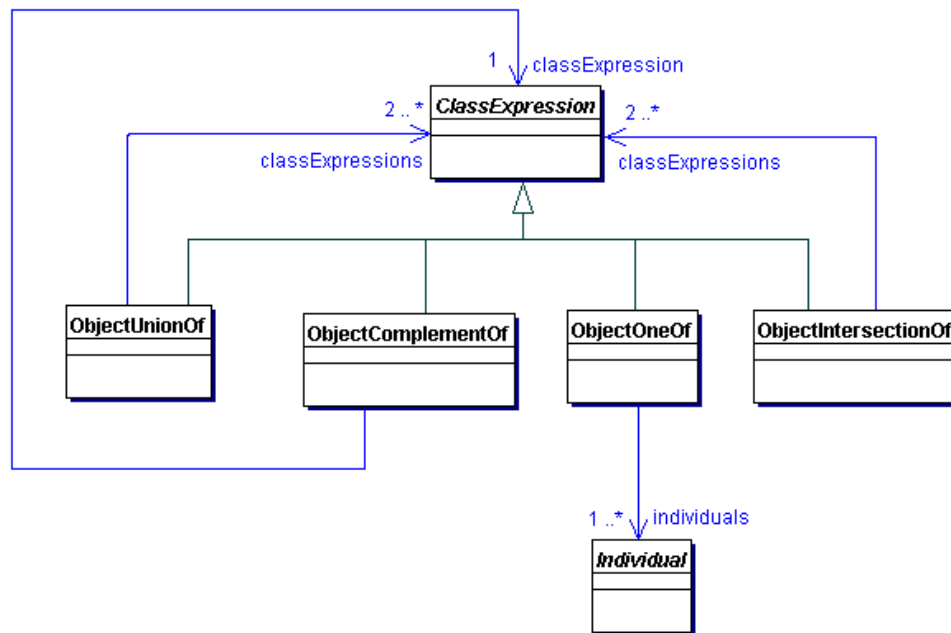 1 classExpression
ClassExpression
2 ..* 2 ..*
classExpressions classExpressions
ObjectUnionOf ObjectComplementOf ObjectOneOf ObjectIntersectionOf
1 ..* individuals
Individual